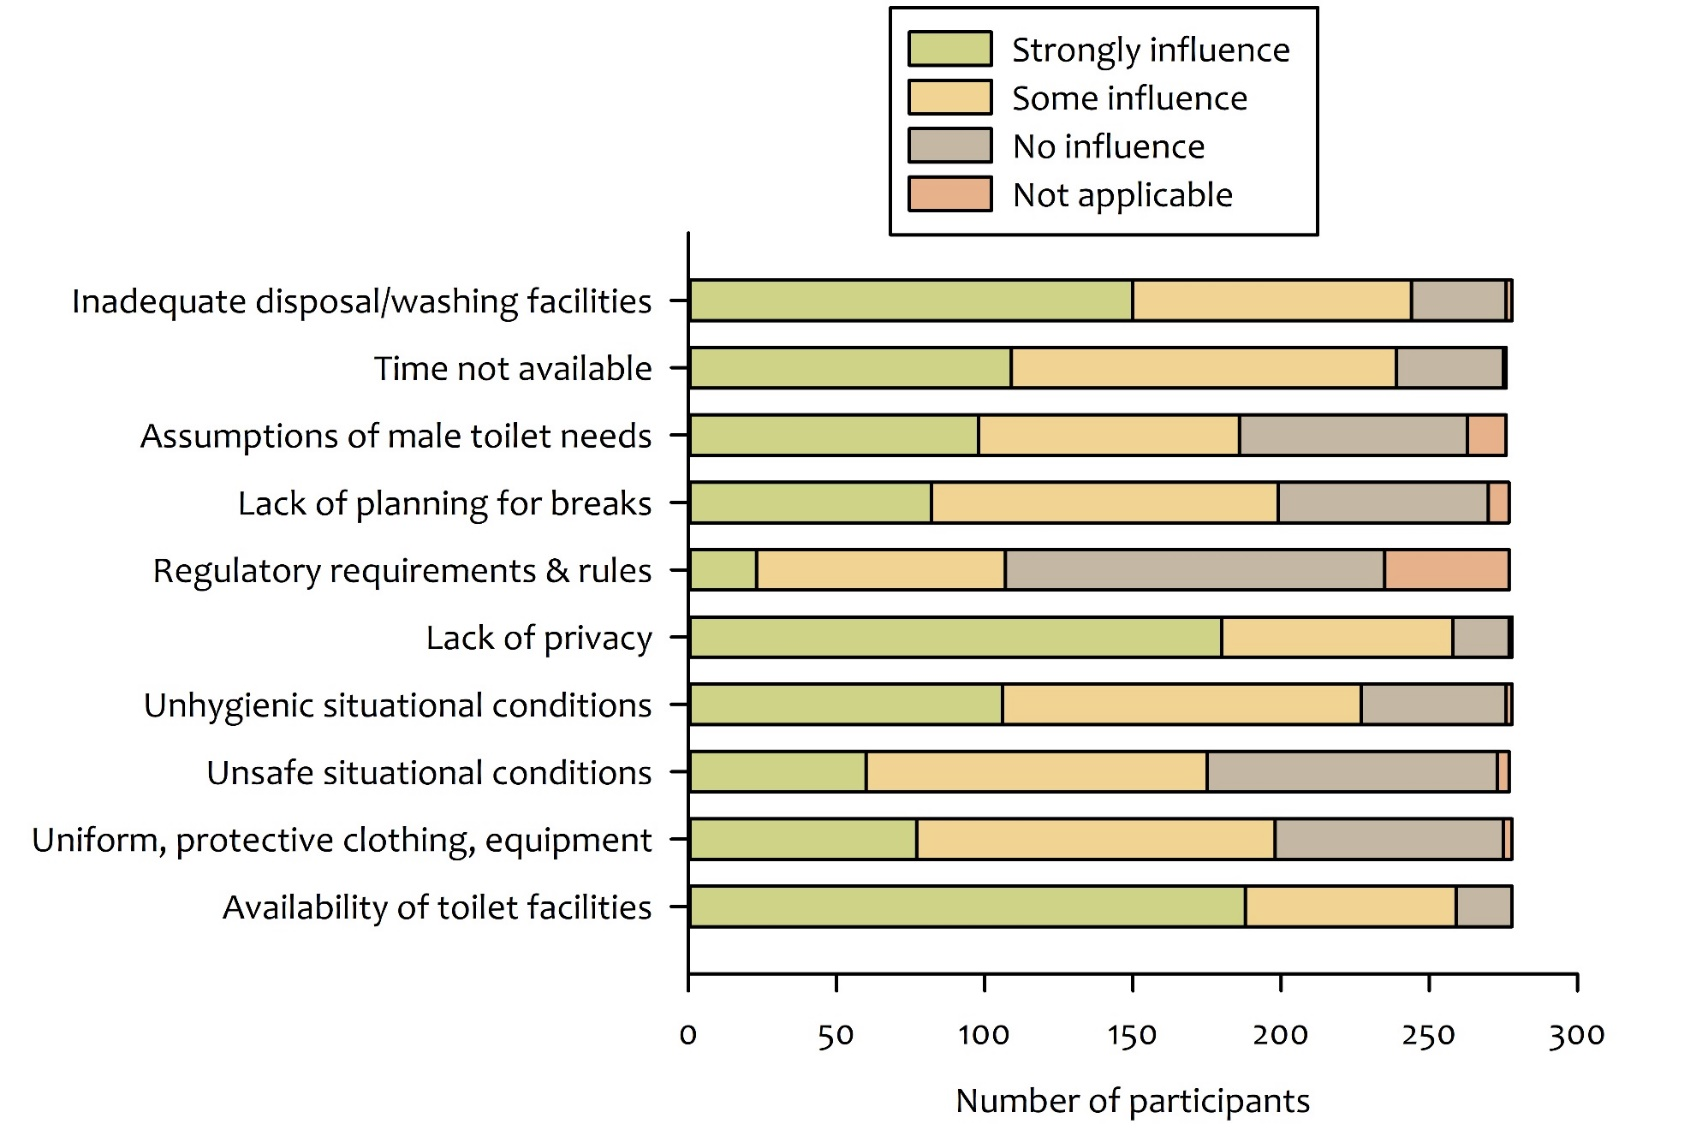 Strongly influence
Some influence
No influence
Not applicable
Inadequate disposal/washing facilities
Time not available
Assumptions of male toilet needs
Lack of planning for breaks
Regulatory requirements & rules
Lack of privacy
Unhygienic situational conditions
Unsafe situational conditions
Uniform, protective clothing, equipment
Availability of toilet facilities
0 50 100 150 200 250 300
Number of participants